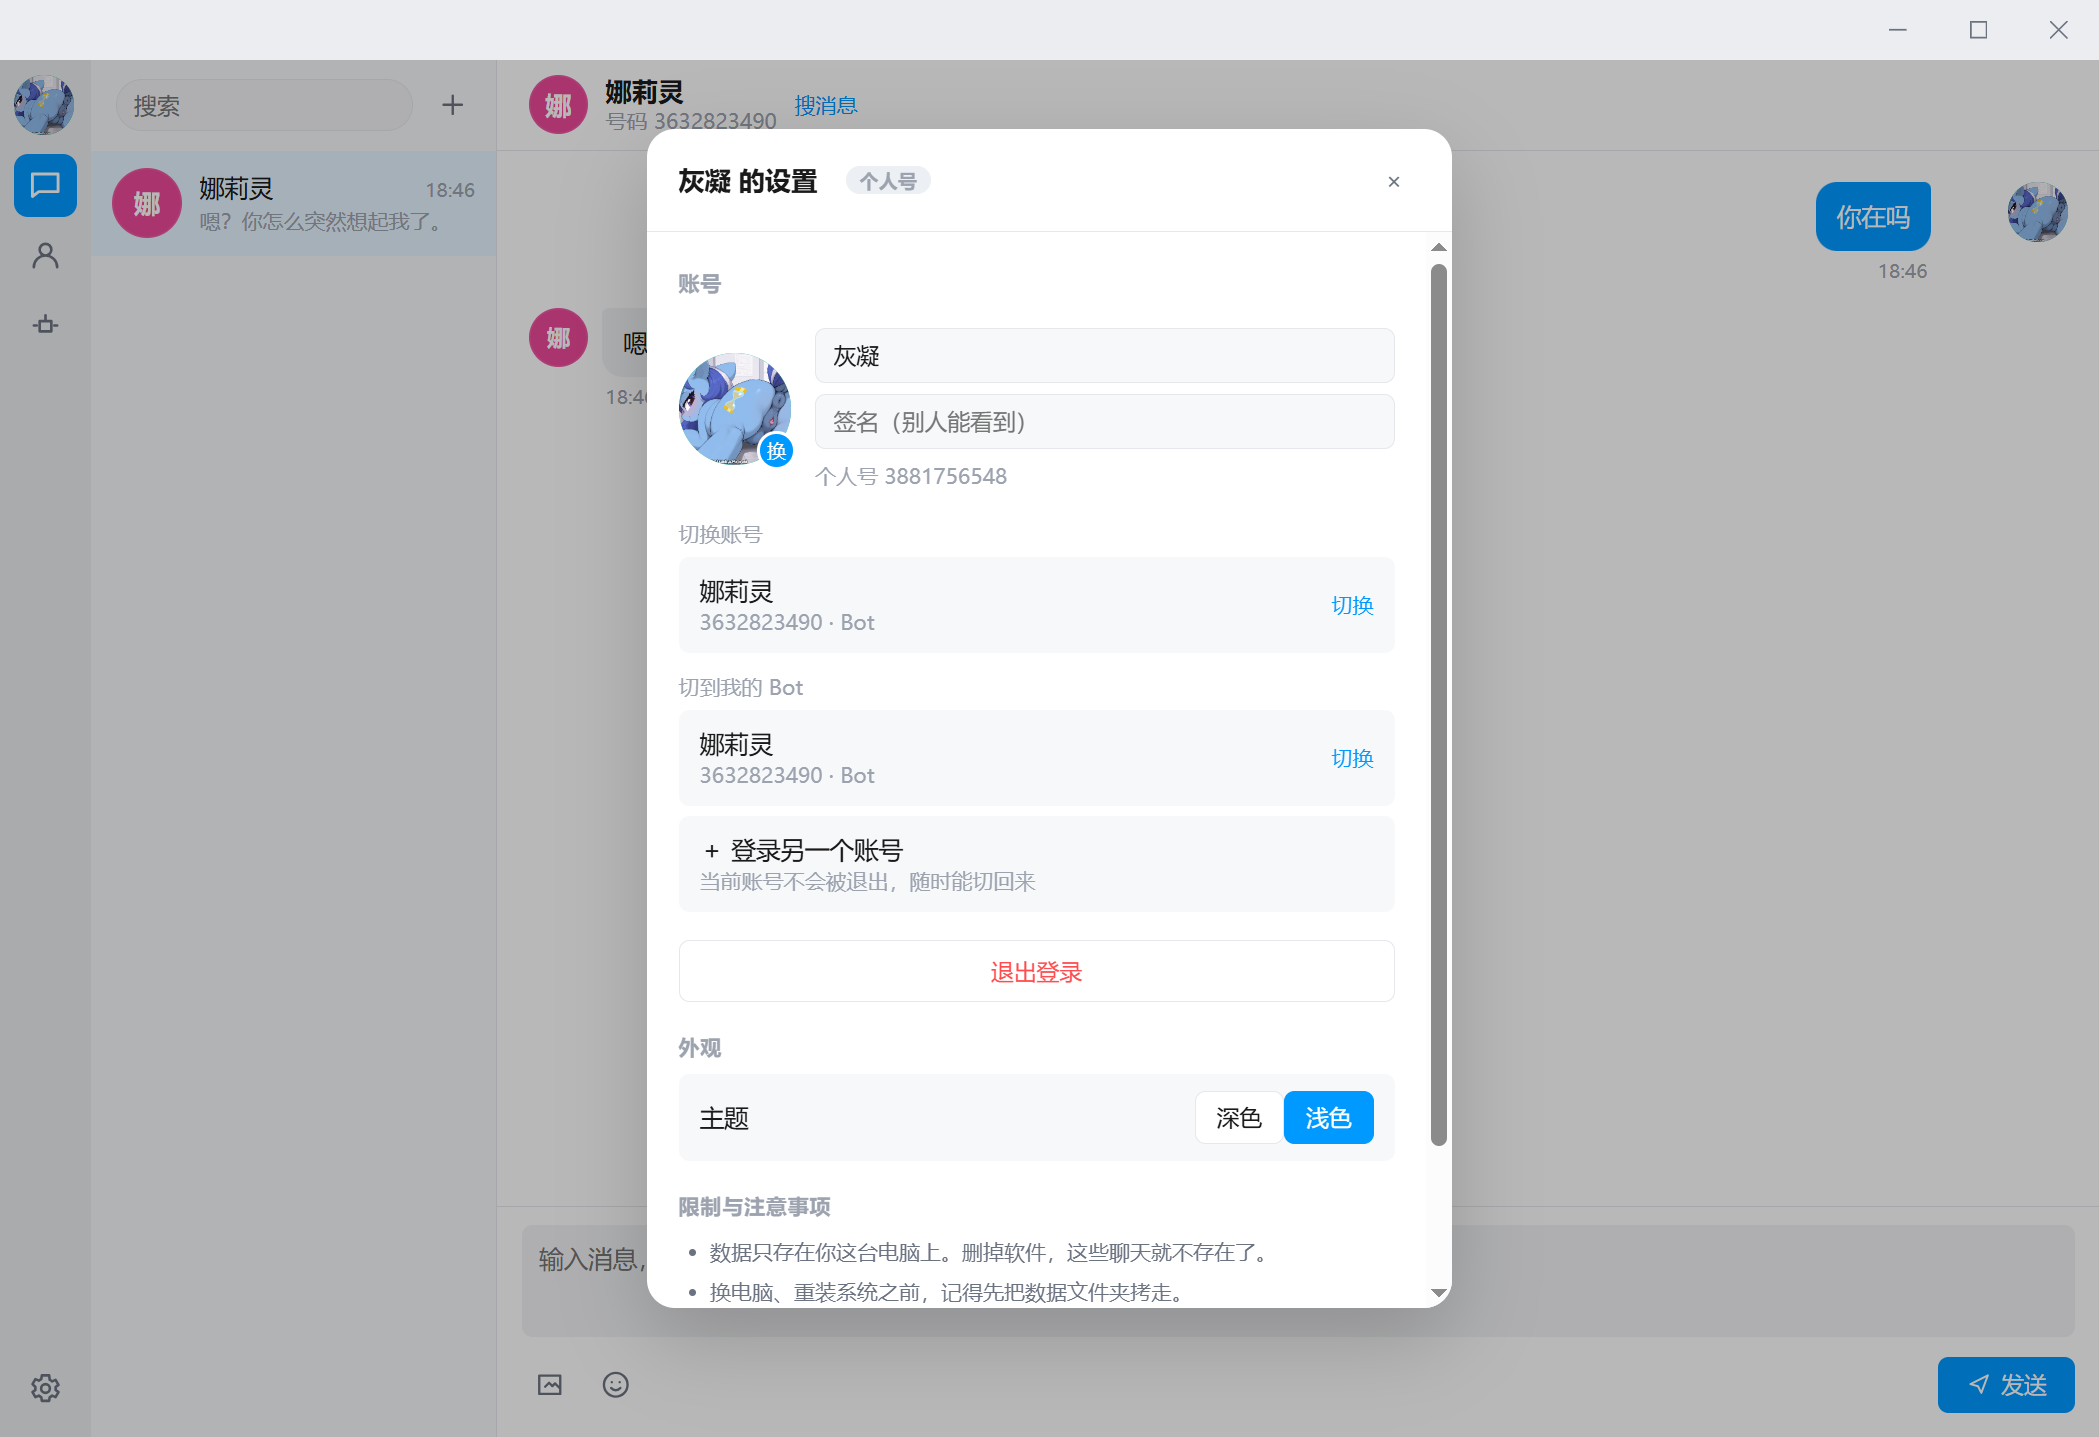 搜索
娜
娜莉灵
18:46
嗯？你怎么突然想起我了。
娜
娜莉灵
号码 3632823490
搜消息
你在吗
18:46
娜
嗯
18:46
灰凝 的设置
个人号
×
账号
换
灰凝
签名（别人能看到）
个人号 3881756548
切换账号
娜莉灵
3632823490 · Bot
切换
切到我的 Bot
娜莉灵
3632823490 · Bot
切换
+ 登录另一个账号
当前账号不会被退出，随时能切回来
退出登录
外观
主题
深色
浅色
限制与注意事项
• 数据只存在你这台电脑上。删掉软件，这些聊天就不存在了。
• 换电脑、重装系统之前，记得先把数据文件夹拷走。
输入消息，
发送